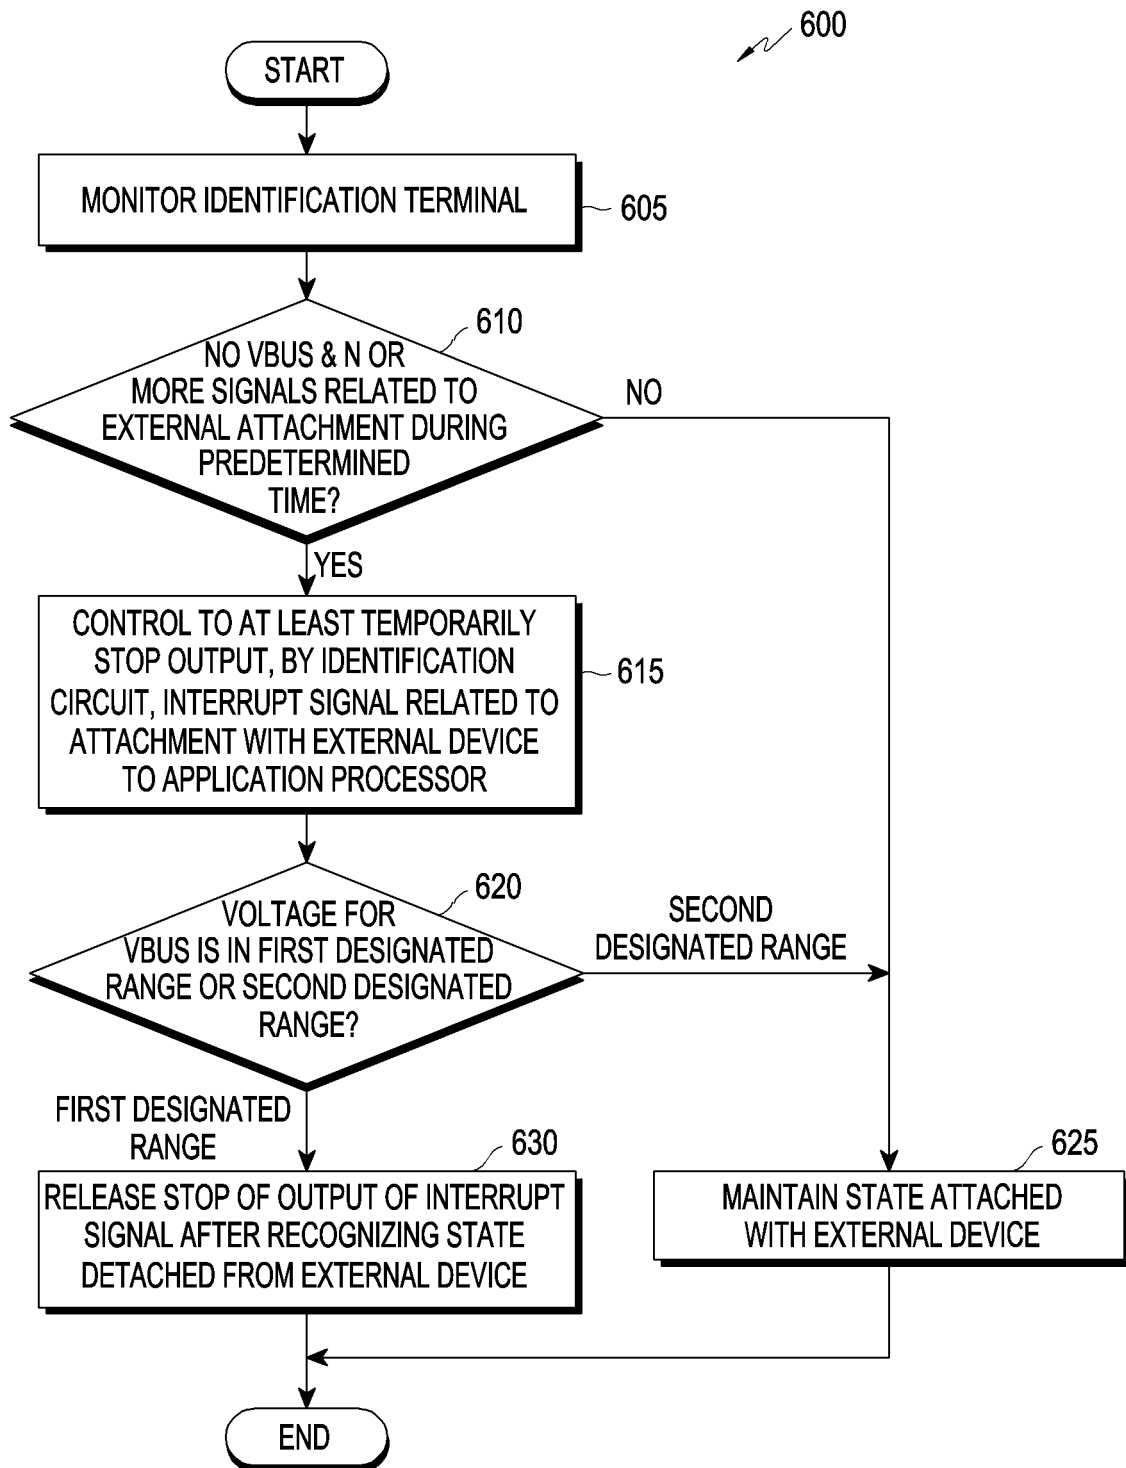 600
START
MONITOR IDENTIFICATION TERMINAL
605
610
NO VBUS & N OR
MORE SIGNALS RELATED TO
EXTERNAL ATTACHMENT DURING
PREDETERMINED
TIME?
NO
YES
CONTROL TO AT LEAST TEMPORARILY
STOP OUTPUT, BY IDENTIFICATION
CIRCUIT, INTERRUPT SIGNAL RELATED TO
ATTACHMENT WITH EXTERNAL DEVICE
TO APPLICATION PROCESSOR
615
620
VOLTAGE FOR
VBUS IS IN FIRST DESIGNATED
RANGE OR SECOND DESIGNATED
RANGE?
SECOND
DESIGNATED RANGE
FIRST DESIGNATED
RANGE
630
RELEASE STOP OF OUTPUT OF INTERRUPT
SIGNAL AFTER RECOGNIZING STATE
DETACHED FROM EXTERNAL DEVICE
625
MAINTAIN STATE ATTACHED
WITH EXTERNAL DEVICE
END